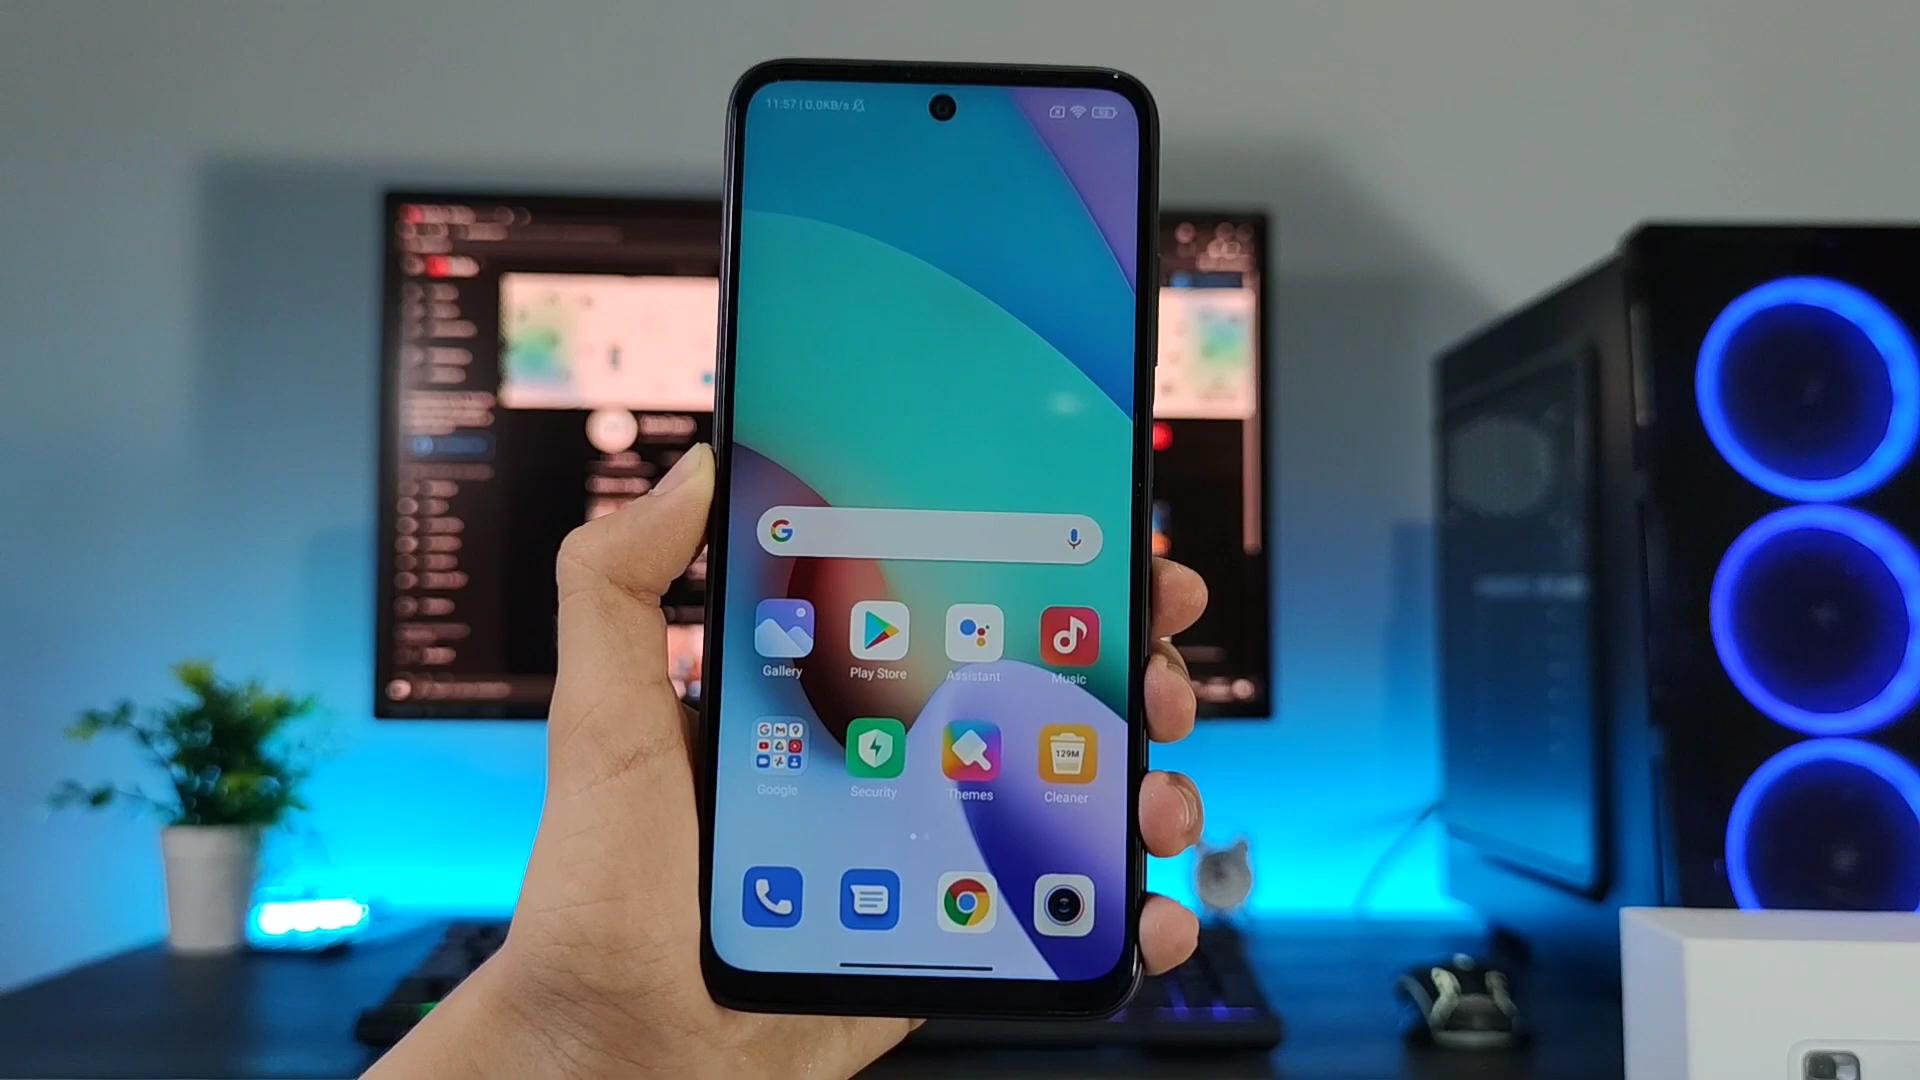 11:57 | 0.0KB/s
Gallery
Play Store
Assistant
Music
Google
Security
Themes
129M
Cleaner